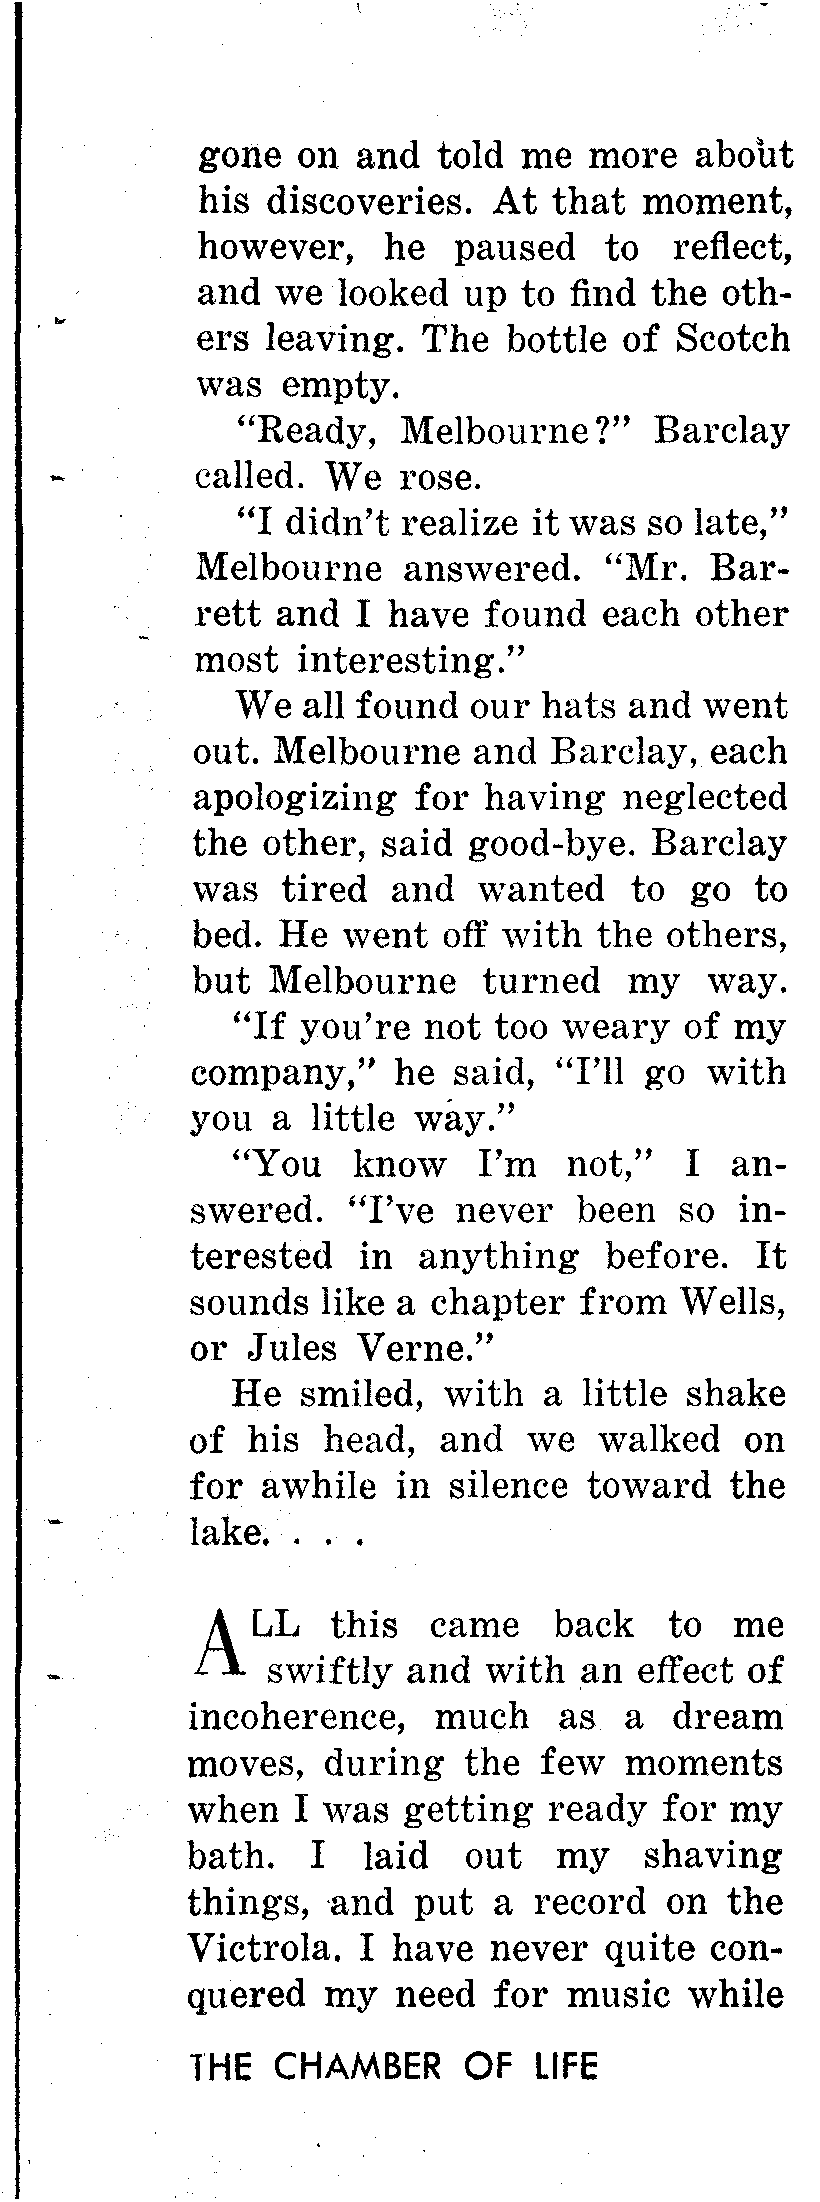 gone on and told me more about
his discoveries. At that moment,
however, he paused to reflect,
and we looked up to find the oth-
ers leaving. The bottle of Scotch
was empty.
"Ready, Melbourne?" Barclay
called. We rose.
"I didn't realize it was so late,"
Melbourne answered. "Mr. Bar-
rett and I have found each other
most interesting."
We all found our hats and went
out. Melbourne and Barclay, each
apologizing for having neglected
the other, said good-bye. Barclay
was tired and wanted to go to
bed. He went off with the others,
but Melbourne turned my way.
"If you're not too weary of my
company," he said, "I'll go with
you a little way."
"You know I'm not," I an-
swered. "I've never been so in-
terested in anything before. It
sounds like a chapter from Wells,
or Jules Verne."
He smiled, with a little shake
of his head, and we walked on
for awhile in silence toward the
lake. . . .
ALL this came back to me
swiftly and with an effect of
incoherence, much as a dream
moves, during the few moments
when I was getting ready for my
bath. I laid out my shaving
things, and put a record on the
Victrola. I have never quite con-
quered my need for music while
THE CHAMBER OF LIFE